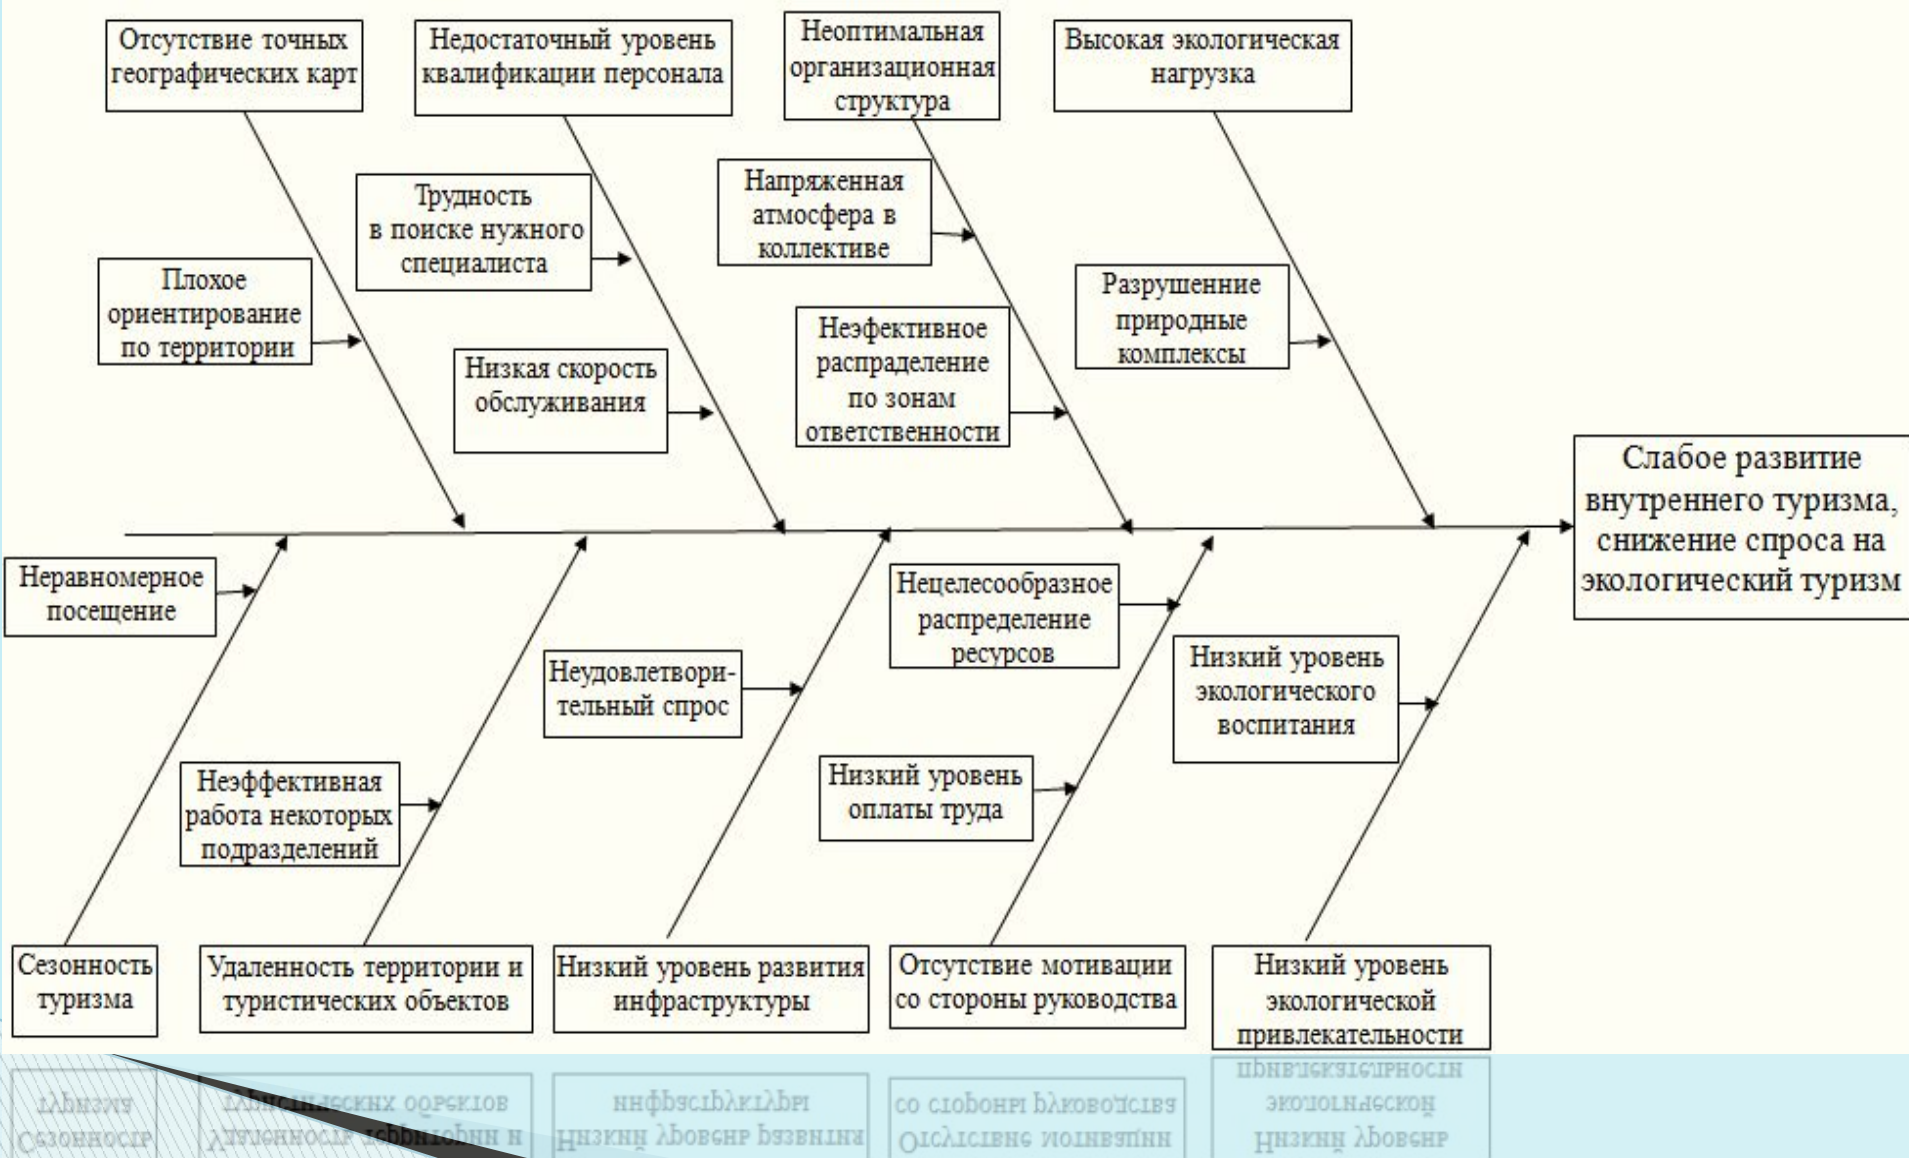 Отсутствие точных
географических карт
Недостаточный уровень
квалификации персонала
Неоптимальная
организационная
структура
Высокая экологическая
нагрузка
Трудность
в поиске нужного
специалиста
Напряженная
атмосфера в
коллективе
Плохое
ориентирование
по территории
Разрушенние
природные
комплексы
Низкая скорость
обслуживания
Неэфективное
распраделение
по зонам
ответственности
Слабое развитие
внутреннего туризма,
снижение спроса на
экологический туризм
Неравномерное
посещение
Нецелесообразное
распределение
ресурсов
Неудовлетвори-
тельный спрос
Низкий уровень
экологического
воспитания
Неэффективная
работа некоторых
подразделений
Низкий уровень
оплаты труда
Сезонность
туризма
Удаленность территории и
туристических объектов
Низкий уровень развития
инфраструктуры
Отсутствие мотивации
со стороны руководства
Низкий уровень
экологической
привлекательности